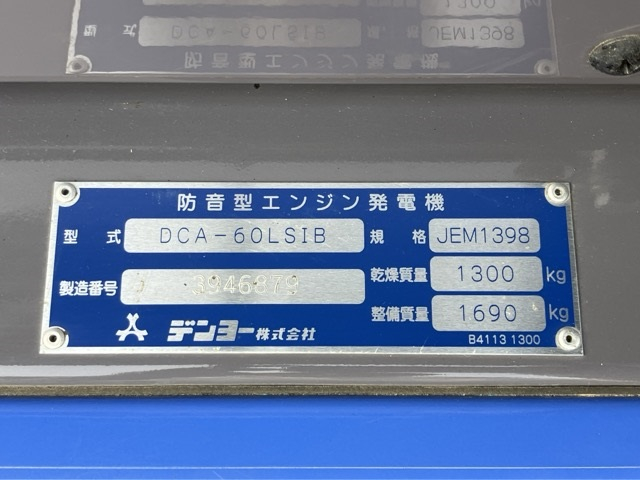 防音型エンジン発電機
型式 DCA-60LSIB 規格 JEM1398
製造番号 3946879 乾燥質量 1300 kg
整備質量 1690 kg
デンヨー株式会社
B4113 1300